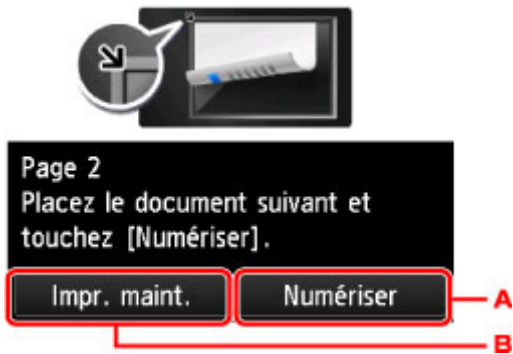 Page 2
Placez le document suivant et
touchez [Numériser].
Impr. maint.
Numériser
A
B